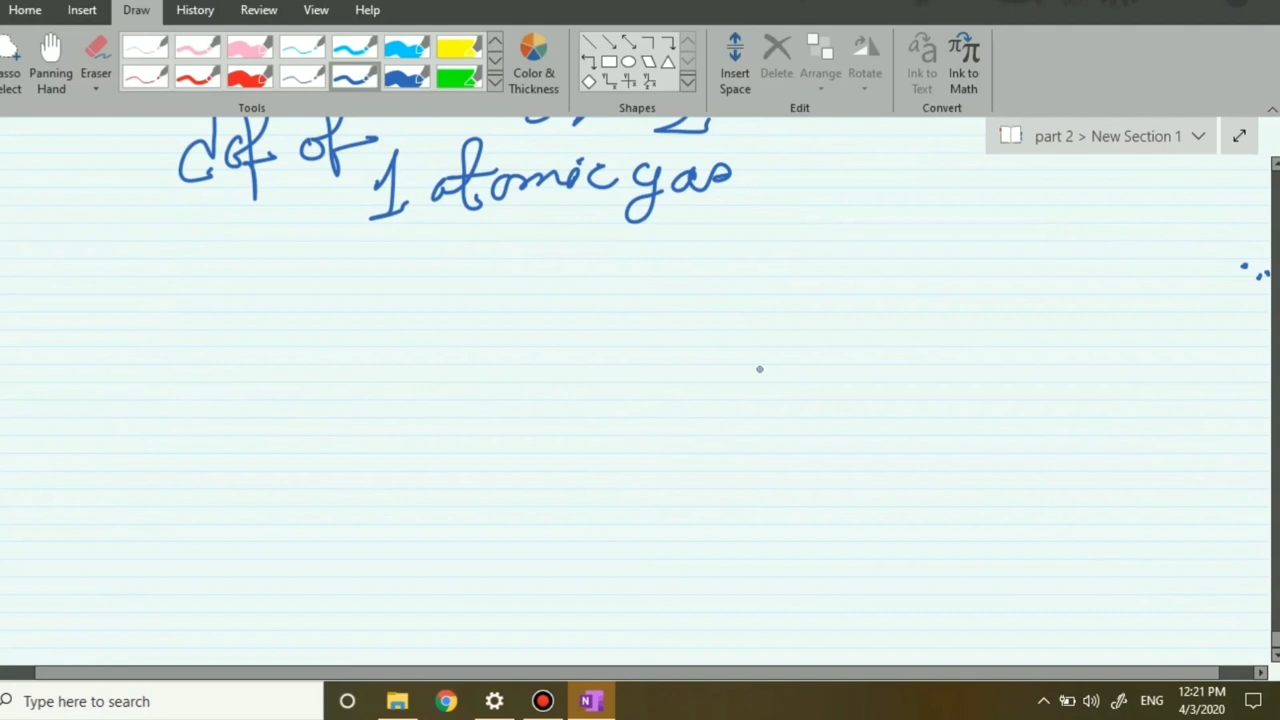 Home Insert Draw History Review View Help
Panning Hand
Eraser
Color & Thickness
Insert Space
Delete
Arrange
Rotate
Ink to Text
Ink to Math
Tools
Shapes
Edit
Convert
part 2 > New Section 1
dof of
1 atomic gas
Type here to search
ENG
12:21 PM
4/3/2020